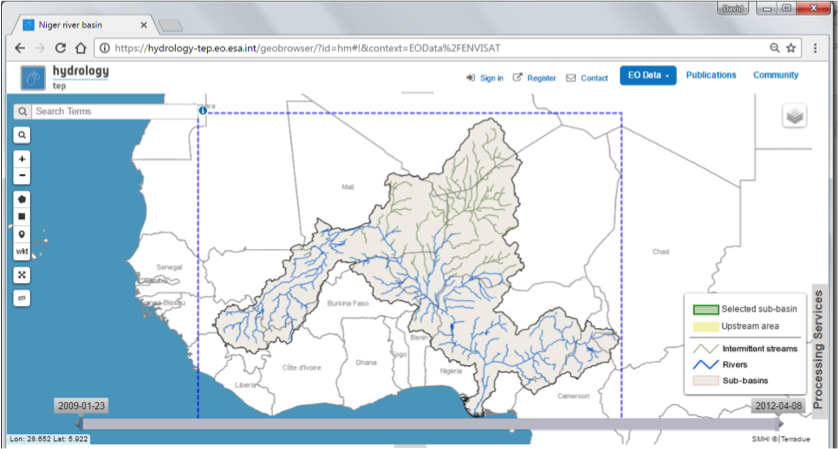 David
Niger river basin
https://hydrology-tep.eo.esa.int/geobrowser/?id=hm#!&context=EOData%2FENVISAT
hydrology
tep
Sign in
Register
Contact
EO Data
Publications
Community
Search Terms
Mali
Chad
Senegal
Burkina Faso
Benin
Togo
Ghana
Côte d'Ivoire
Nigeria
Liberia
Cameroon
wkt
Selected sub-basin
Upstream area
Intermittent streams
Rivers
Sub-basins
Processing Services
2009-01-23
2012-04-08
Lon: 28.652 Lat: 5.922
SMHI © | Terradue